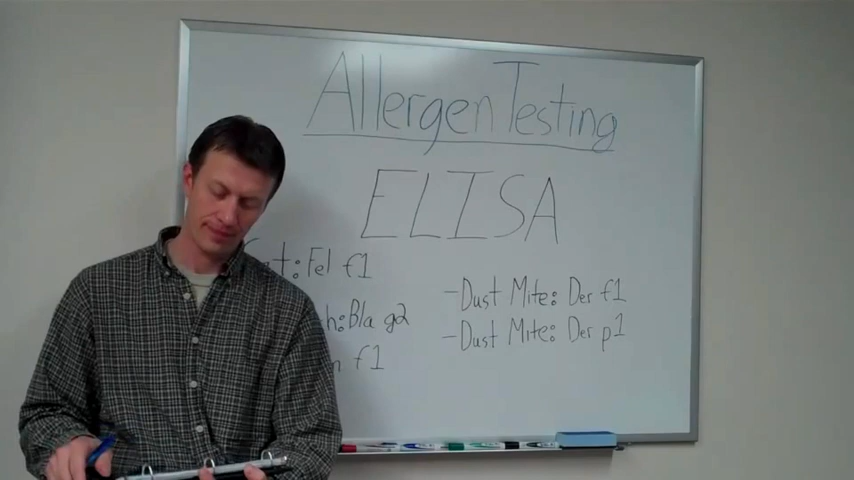 Allergen Testing
ELISA
t: Fel f1
h: Bla g2
f1
-Dust Mite: Der f1
-Dust Mite: Der p1